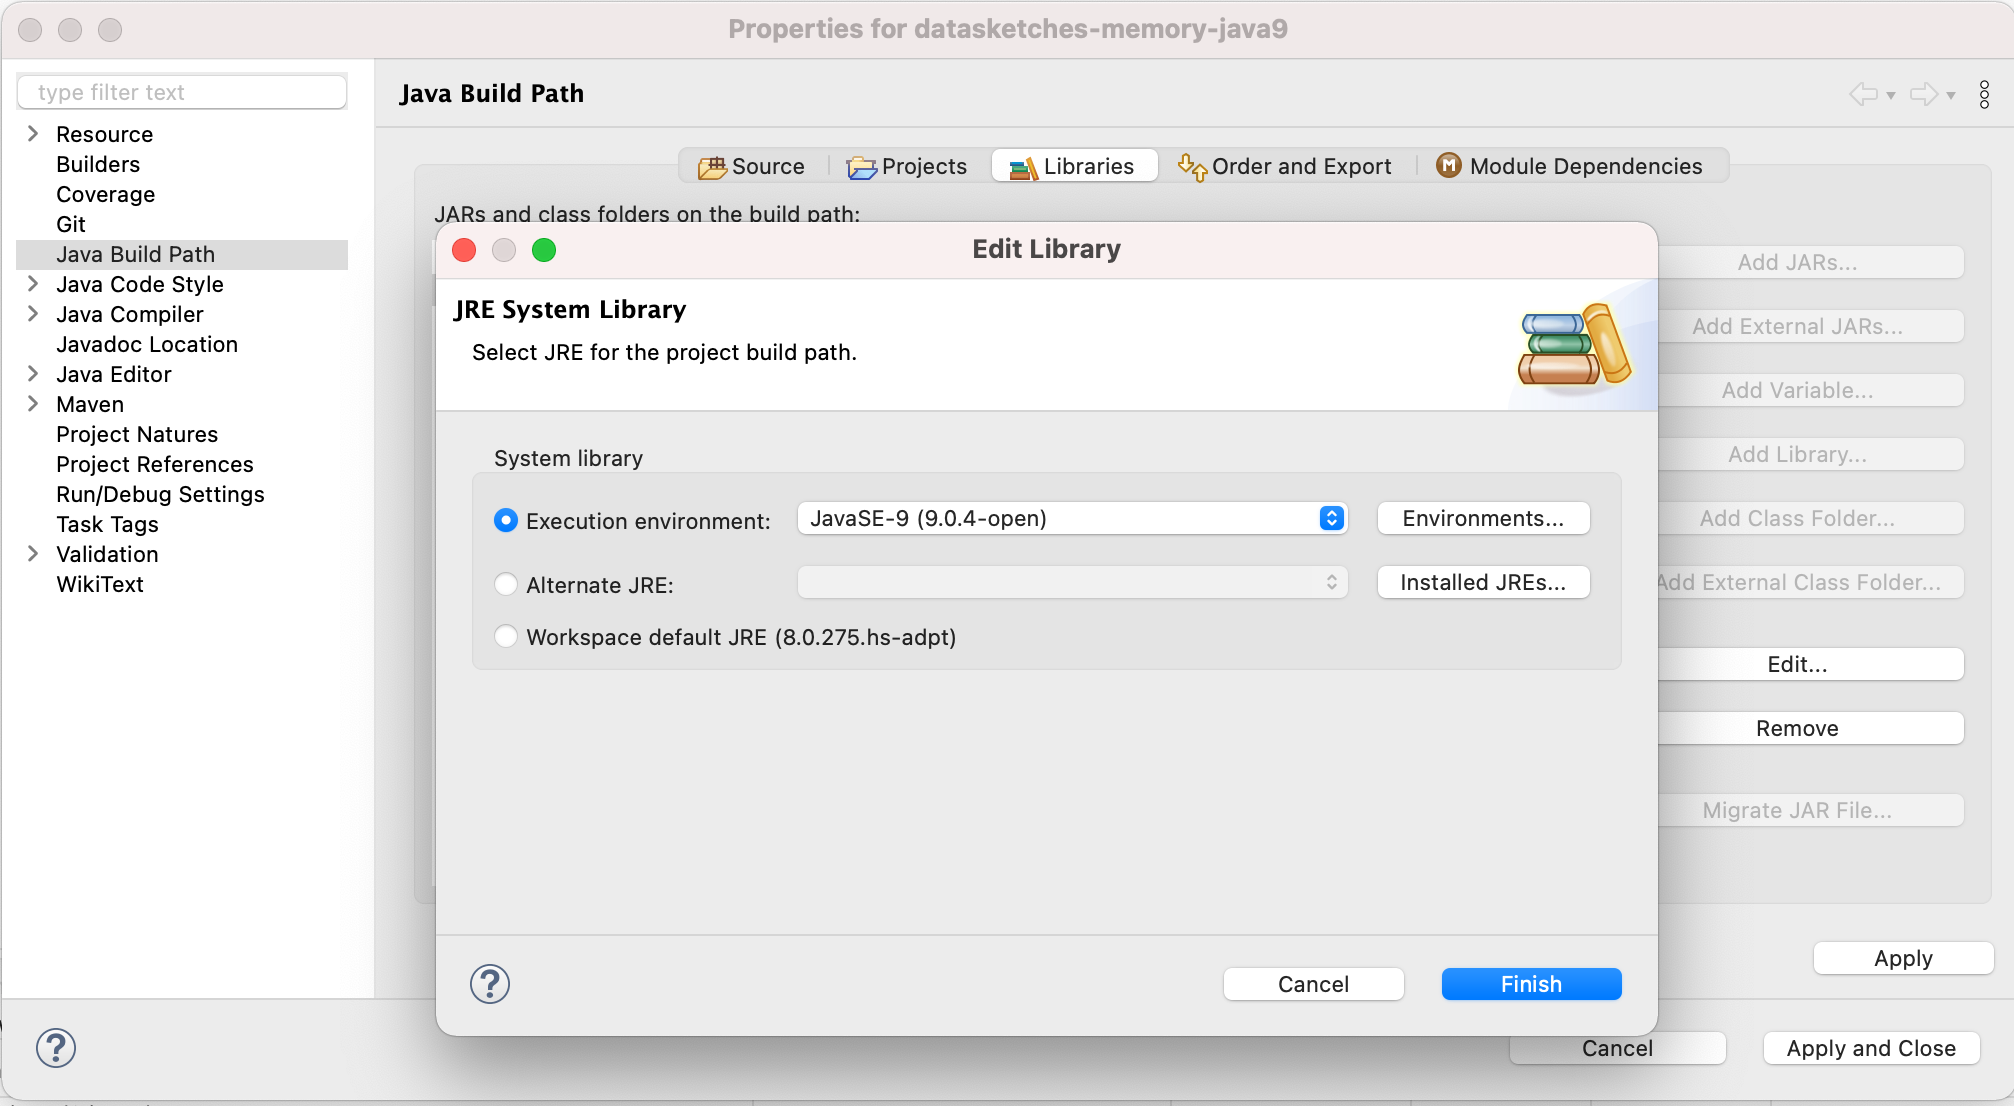 Properties for datasketches-memory-java9
type filter text
Resource
Builders
Coverage
Git
Java Build Path
Java Code Style
Java Compiler
Javadoc Location
Java Editor
Maven
Project Natures
Project References
Run/Debug Settings
Task Tags
Validation
WikiText
Java Build Path
Source
Projects
Libraries
Order and Export
M Module Dependencies
JARs and class folders on the build path:
Add JARs...
Add External JARs...
Add Variable...
Add Library...
Add Class Folder...
Add External Class Folder...
Edit...
Remove
Migrate JAR File...
Apply
Edit Library
JRE System Library
Select JRE for the project build path.
System library
Execution environment: JavaSE-9 (9.0.4-open) Environments...
Alternate JRE: Installed JREs...
Workspace default JRE (8.0.275.hs-adpt)
? Cancel Finish
? Cancel Apply and Close